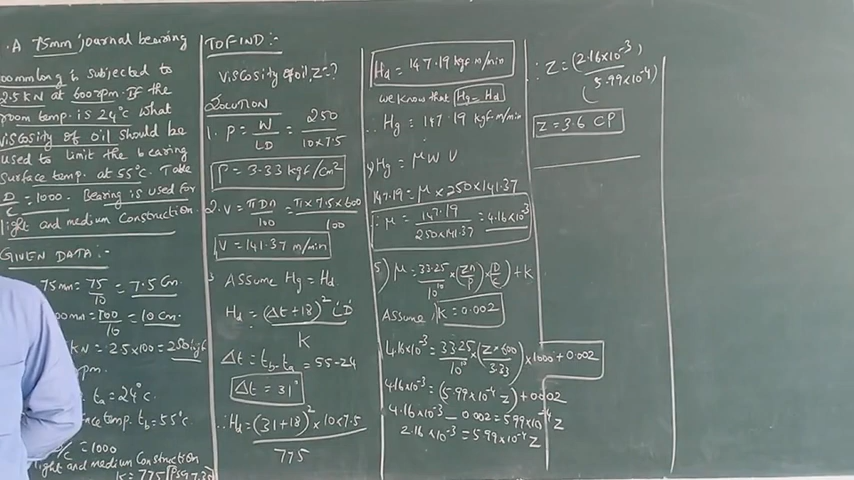 . A 75mm journal bearing
00mm long is subjected to
2.5 kN at 600 rpm. If the
room temp. is 24°c what
viscosity of oil should be
used to limit the bearing
Surface temp. at 55°c. Take
D/C = 1000. Bearing is used for
light and medium Construction.
GIVEN DATA :-
75mm = 75/10 = 7.5 Cm.
00mm = 100/10 = 10 Cm.
kN = 2.5×100 = 250 kgf
rpm.
ta = 24°c.
temp. tb = 55°c.
D/C = 1000
light and medium Construction
K = 775
TO FIND :-
Viscosity of oil Z = ?
SOLUTION
1. P = W/LD = 250/10×7.5
P = 3.33 kgf/cm²
2. V = πDn/100 = π×7.5×600/100
V = 141.37 m/min
Assume Hg = Hd.
Hd = (Δt+18)² LD/K
Δt = tb - ta = 55-24
Δt = 31°
∴ Hd = (31+18)² × 10×7.5/775
Hd = 147.19 kgf.m/min
we know that Hg = Hd
∴ Hg = 147.19 kgf-m/min
4) Hg = μ W V
147.19 = μ × 250 × 141.37
∴ μ = 147.19/250×141.37 = 4.16×10⁻³
5) μ = 33.25/10¹⁰ × (Zn/P) × (D/C) + k
Assume, k = 0.002
4.16×10⁻³ = 33.25/10¹⁰ × (Z×600/3.33) × 1000 + 0.002
4.16×10⁻³ = (5.99×10⁻⁴ Z) + 0.002
4.16×10⁻³ - 0.002 = 5.99×10⁻⁴ Z
2.16×10⁻³ = 5.99×10⁻⁴ Z
∴ Z = (2.16×10⁻³)/(5.99×10⁻⁴)
Z = 3.6 CP